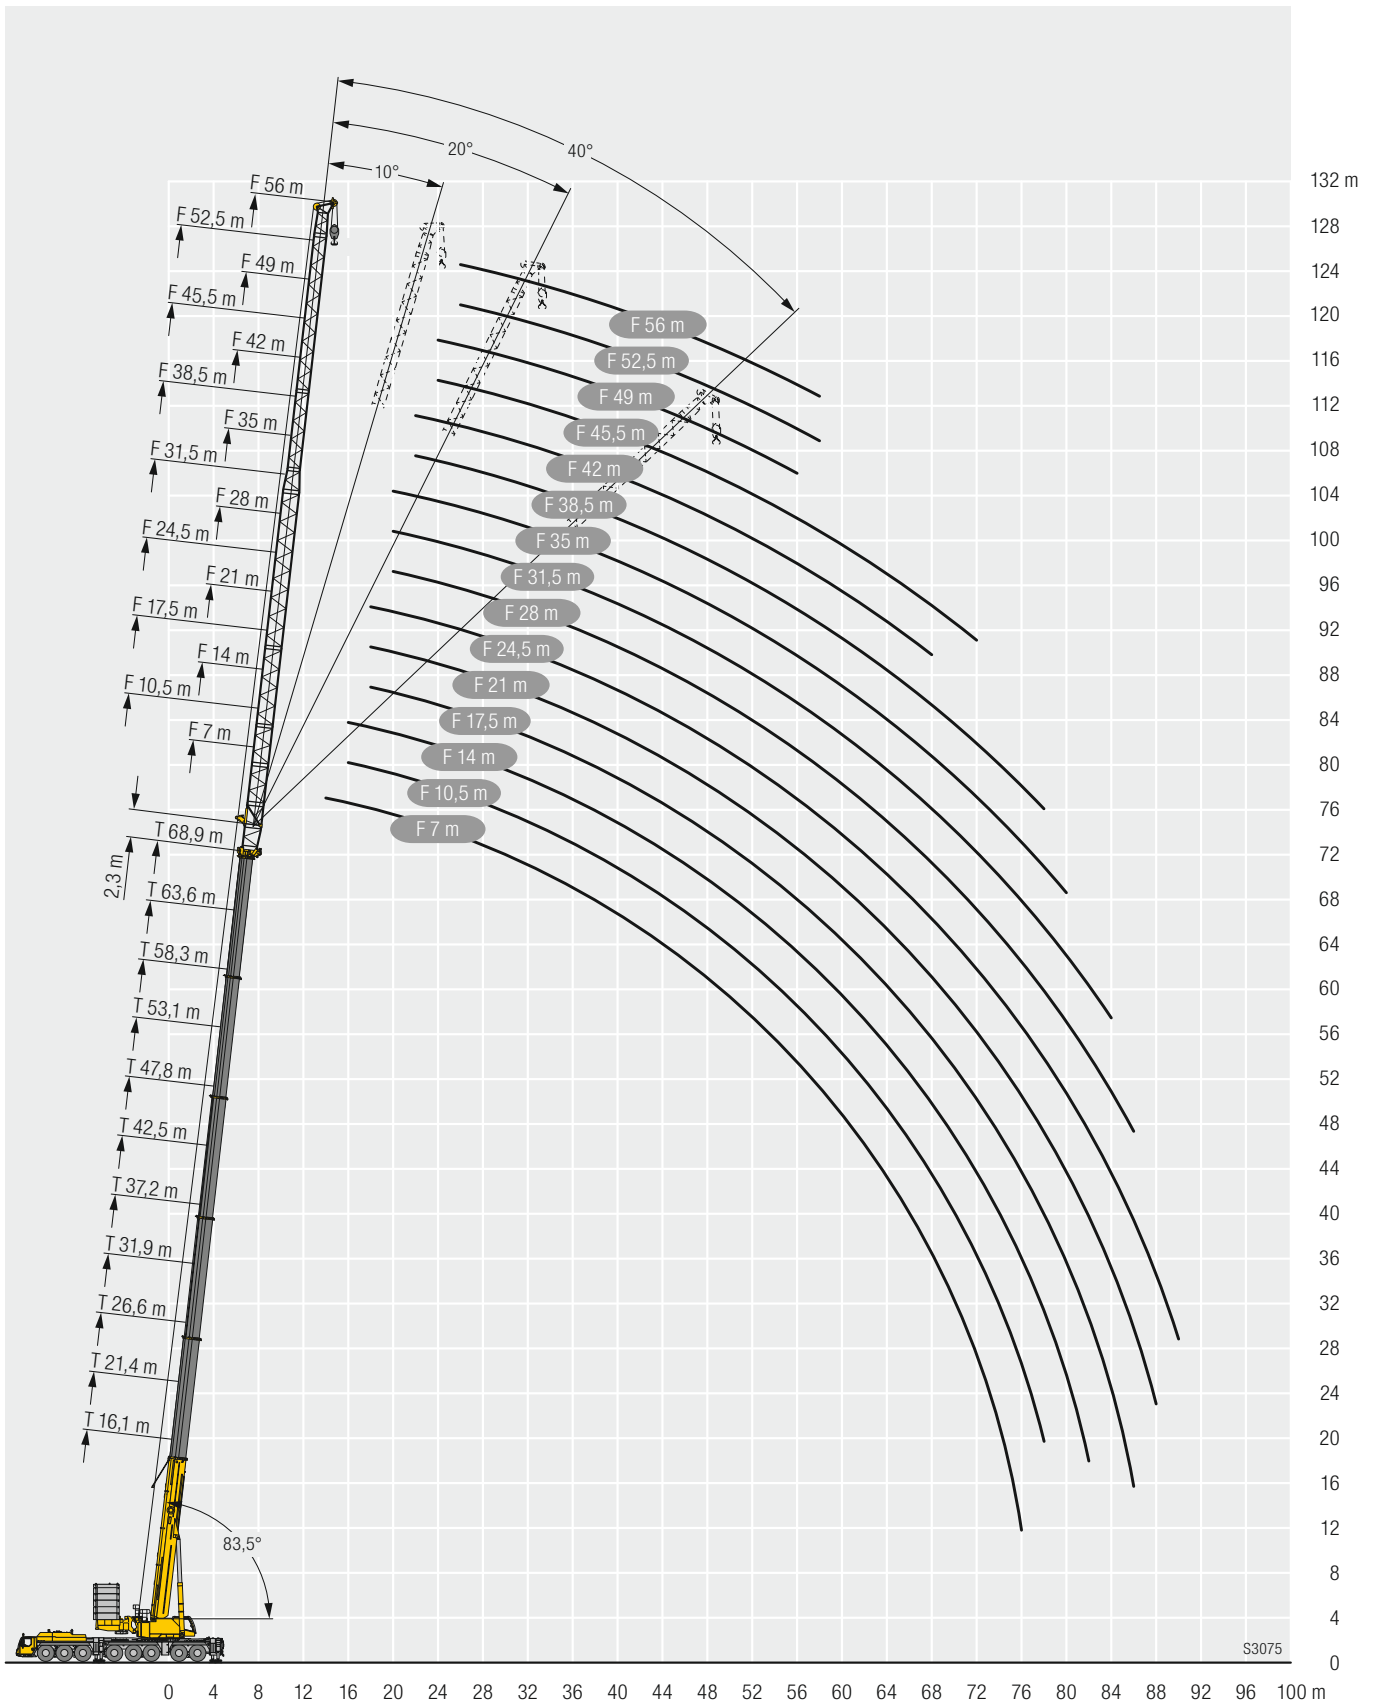 40°
20°
10°
F 56 m
F 52,5 m
F 49 m
F 45,5 m
F 42 m
F 38,5 m
F 35 m
F 31,5 m
F 28 m
F 24,5 m
F 21 m
F 17,5 m
F 14 m
F 10,5 m
F 7 m
T 68,9 m
2,3 m
T 63,6 m
T 58,3 m
T 53,1 m
T 47,8 m
T 42,5 m
T 37,2 m
T 31,9 m
T 26,6 m
T 21,4 m
T 16,1 m
83,5°
F 56 m
F 52,5 m
F 49 m
F 45,5 m
F 42 m
F 38,5 m
F 35 m
F 31,5 m
F 28 m
F 24,5 m
F 21 m
F 17,5 m
F 14 m
F 10,5 m
F 7 m
132 m
128
124
120
116
112
108
104
100
96
92
88
84
80
76
72
68
64
60
56
52
48
44
40
36
32
28
24
20
16
12
8
4
0
S3075
0 4 8 12 16 20 24 28 32 36 40 44 48 52 56 60 64 68 72 76 80 84 88 92 96 100 m